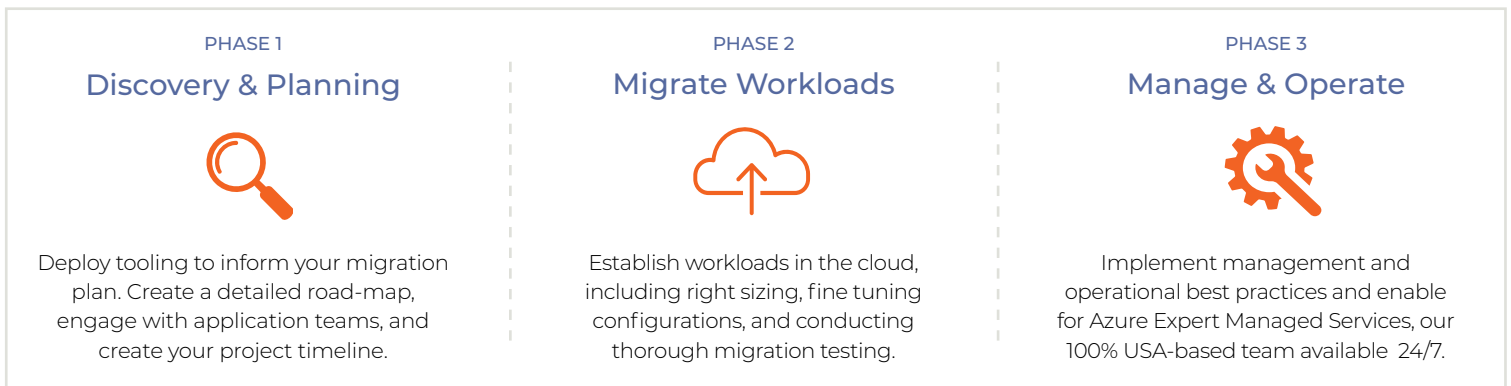 PHASE 1
Discovery & Planning
Deploy tooling to inform your migration
plan. Create a detailed road-map,
engage with application teams, and
create your project timeline.
PHASE 2
Migrate Workloads
Establish workloads in the cloud,
including right sizing, fine tuning
configurations, and conducting
thorough migration testing.
PHASE 3
Manage & Operate
Implement management and
operational best practices and enable
for Azure Expert Managed Services, our
100% USA-based team available 24/7.